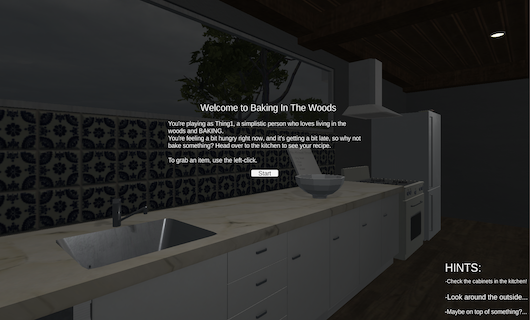 Welcome to Baking In The Woods
You're playing as Thing1, a simplistic person who loves living in the
woods and BAKING.
You're feeling a bit hungry right now, and it's getting a bit late, so why not
bake something? Head over to the kitchen to see your recipe.
To grab an item, use the left-click.
Start
HINTS:
-Check the cabinets in the kitchen!
-Look around the outside...
-Maybe on top of something?...